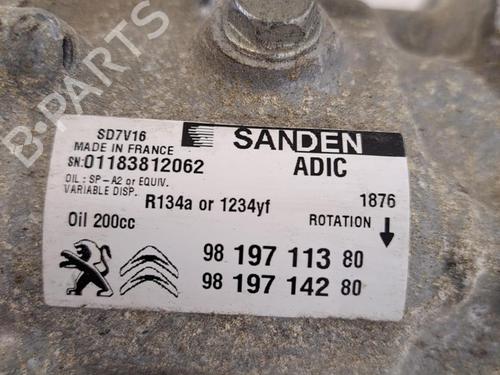 B-PARTS
SD7V16
MADE IN FRANCE
SN:01183812062
SANDEN
ADIC
OIL : SP-A2 or EQUIV.
VARIABLE DISP.
R134a or 1234yf
1876
Oil 200cc
ROTATION
98 197 113 80
98 197 142 80